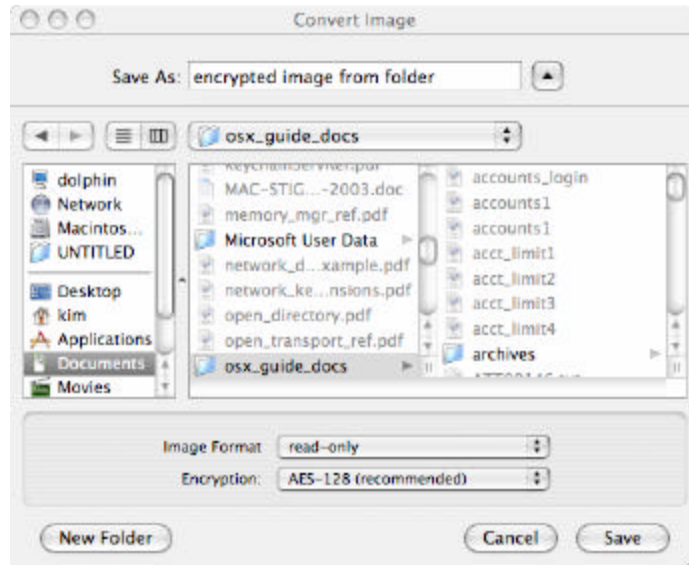 Convert Image
Save As: encrypted image from folder
osx_guide_docs
dolphin
Network
Macintos...
UNTITLED
Desktop
kim
Applications
Documents
Movies
MAC-STIG...-2003.doc
memory_mgr_ref.pdf
Microsoft User Data
network_d...xample.pdf
network_ke...nsions.pdf
open_directory.pdf
open_transport_ref.pdf
osx_guide_docs
accounts_login
accounts1
accounts1
acct_limit1
acct_limit2
acct_limit3
acct_limit4
archives
Image Format read-only
Encryption: AES-128 (recommended)
New Folder
Cancel
Save